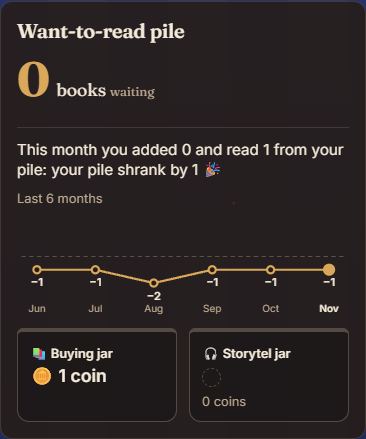 Want-to-read pile
0 books waiting
This month you added 0 and read 1 from your
pile: your pile shrank by 1 🎉
Last 6 months
−1 −1 −2 −1 −1 −1
Jun Jul Aug Sep Oct Nov
📚 Buying jar
🪙 1 coin
🎧 Storytel jar
0 coins